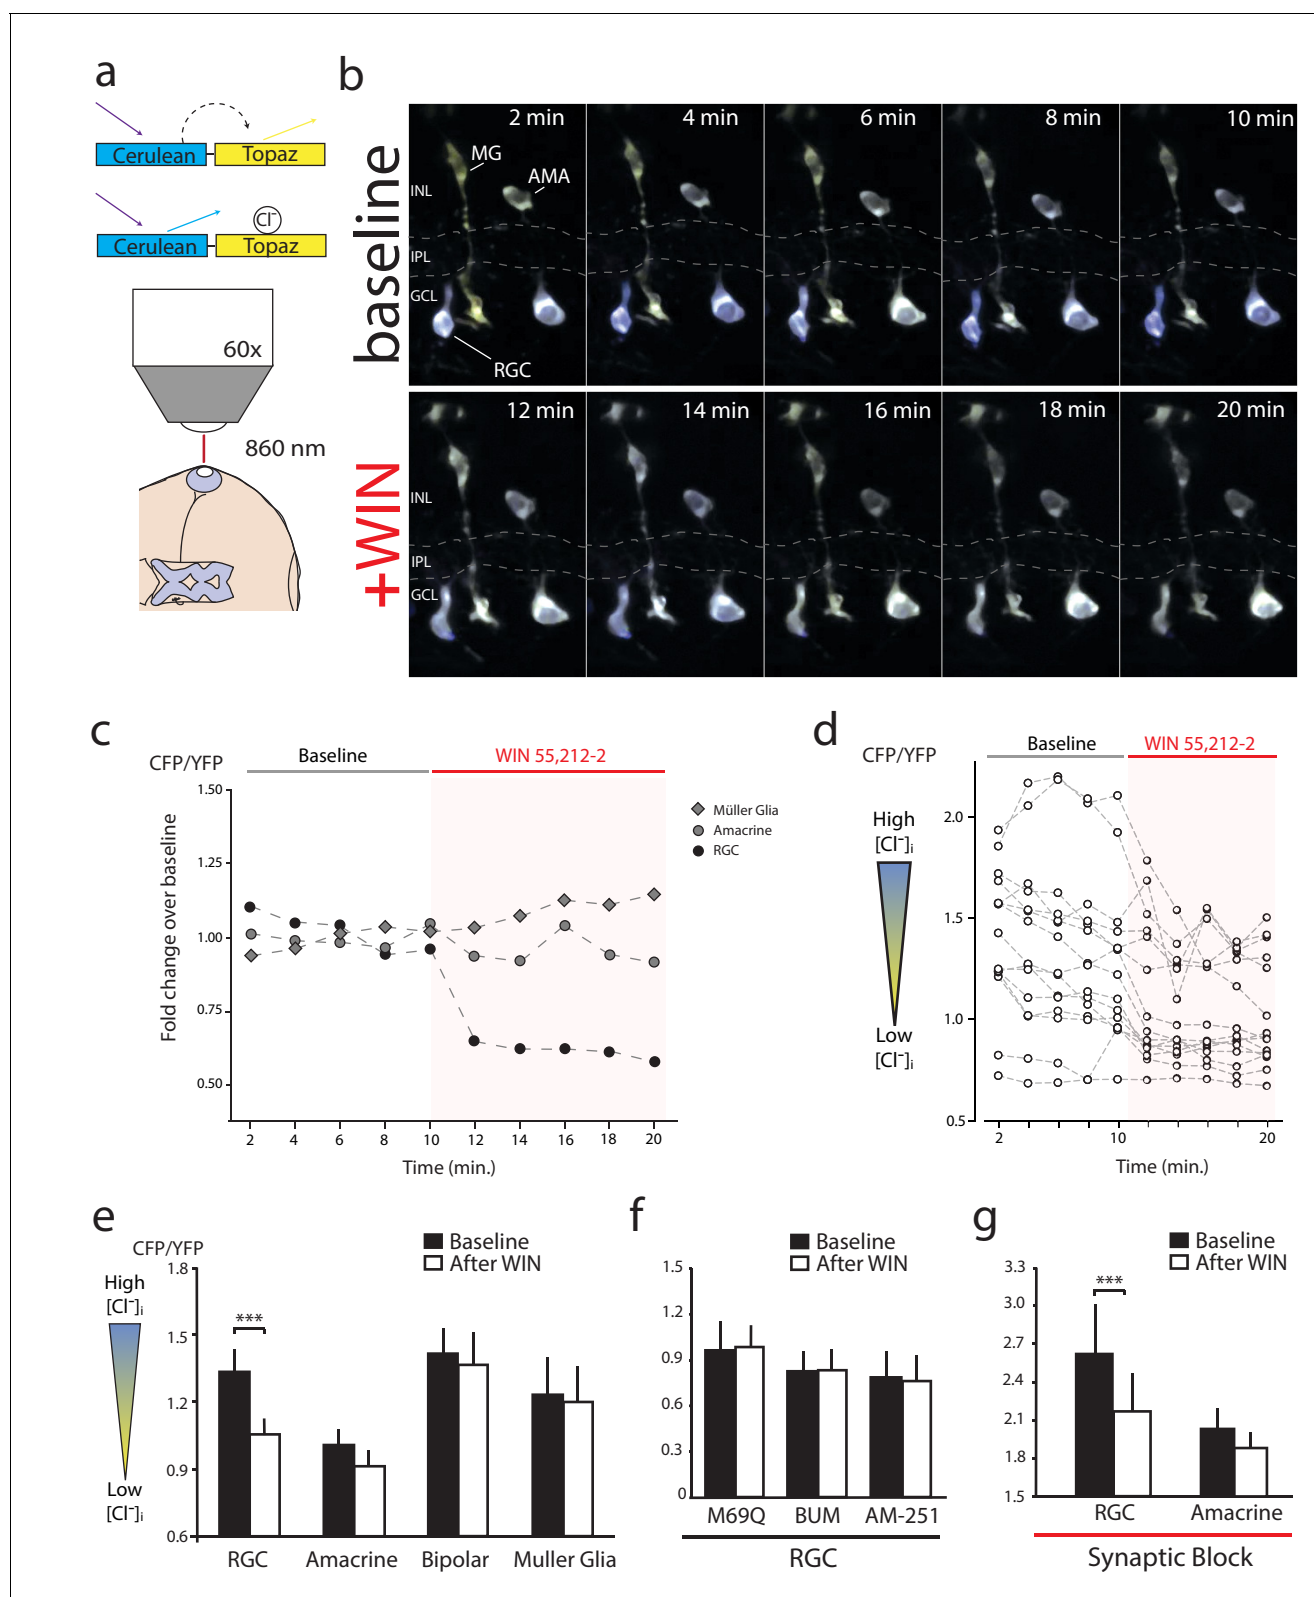 a
Cerulean
Topaz
Cl⁻
Cerulean
Topaz
60x
860 nm
b
baseline
2 min
4 min
6 min
8 min
10 min
MG
AMA
INL
IPL
GCL
RGC
+WIN
12 min
14 min
16 min
18 min
20 min
INL
IPL
GCL
c
CFP/YFP
Baseline
WIN 55,212-2
Fold change over baseline
1.50
1.25
1.00
0.75
0.50
2
4
6
8
10
12
14
16
18
20
Time (min.)
Müller Glia
Amacrine
RGC
d
CFP/YFP
Baseline
WIN 55,212-2
High
[Cl⁻]i
Low
[Cl⁻]i
2.0
1.5
1.0
0.5
2
10
20
Time (min.)
e
CFP/YFP
Baseline
After WIN
High
[Cl⁻]i
Low
[Cl⁻]i
1.8
1.5
1.2
0.9
0.6
***
RGC
Amacrine
Bipolar
Muller Glia
f
Baseline
After WIN
1.5
1.2
0.9
0.6
0.3
0
M69Q
BUM
AM-251
RGC
g
Baseline
After WIN
3.3
3.0
2.7
2.4
2.1
1.8
1.5
***
RGC
Amacrine
Synaptic Block